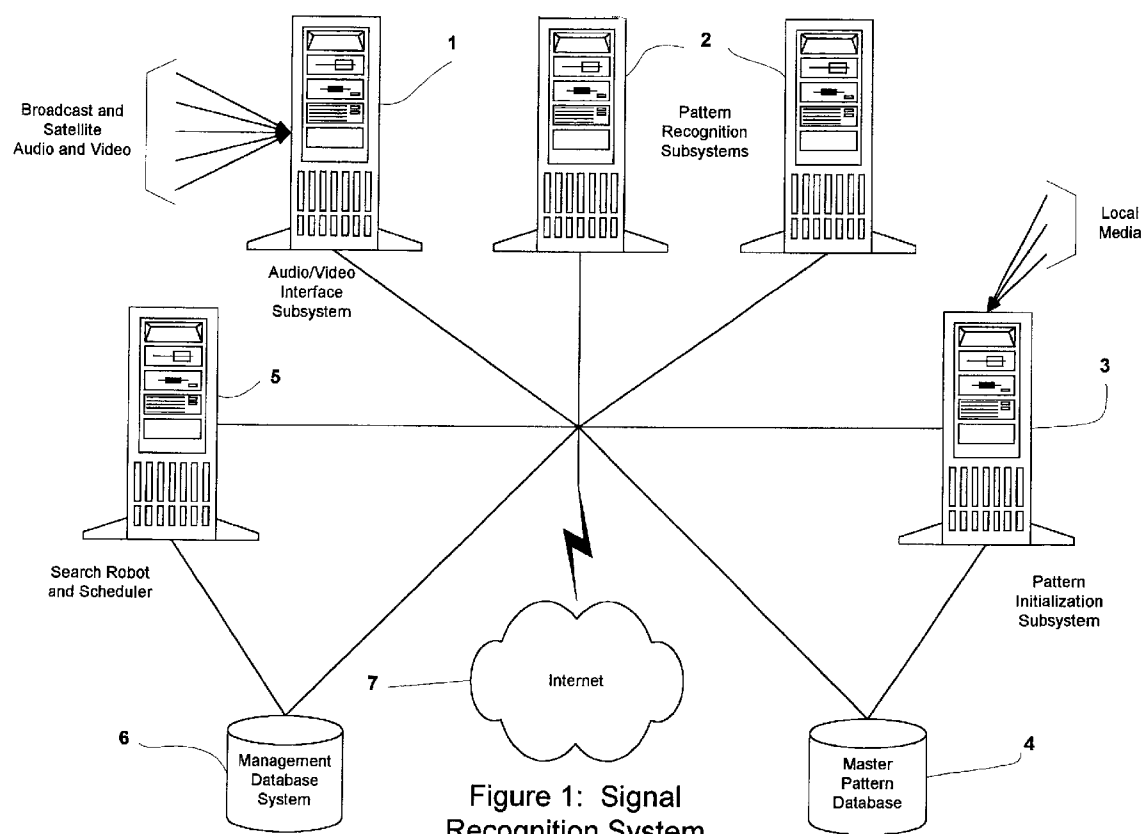 1
2
Broadcast and
Satellite
Audio and Video
Pattern
Recognition
Subsystems
Local
Media
Audio/Video
Interface
Subsystem
5
3
Search Robot
and Scheduler
Pattern
Initialization
Subsystem
7
Internet
6
Management
Database
System
4
Master
Pattern
Database
Figure 1: Signal
Recognition System